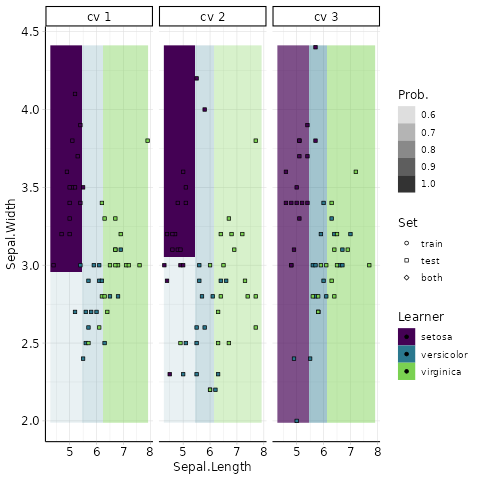 cv 1 cv 2 cv 3
4.5
4.0
3.5
3.0
2.5
2.0
Sepal.Width
5 6 7 8 5 6 7 8 5 6 7 8
Sepal.Length
Prob.
0.6
0.7
0.8
0.9
1.0
Set
train
test
both
Learner
setosa
versicolor
virginica